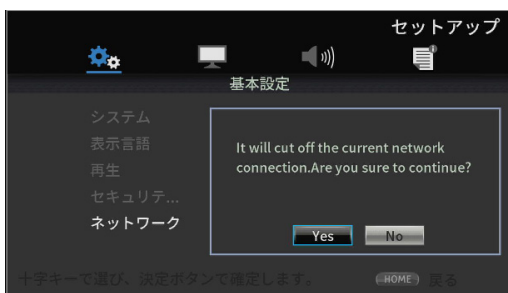 セットアップ
基本設定
システム
表示言語
再生
セキュリテ...
ネットワーク
It will cut off the current network
connection.Are you sure to continue?
Yes No
十字キーで選び、決定ボタンで確定します。 HOME 戻る